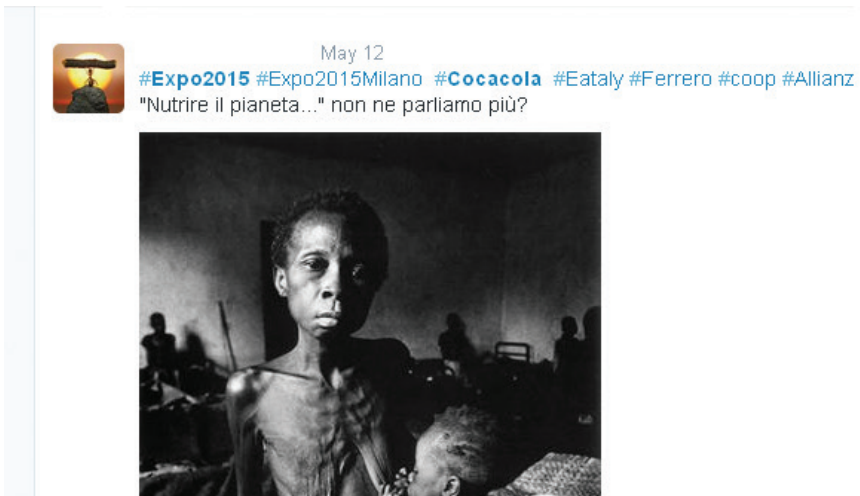 May 12
#Expo2015 #Expo2015Milano #Cocacola #Eataly #Ferrero #coop #Allianz
"Nutrire il pianeta..." non ne parliamo più?